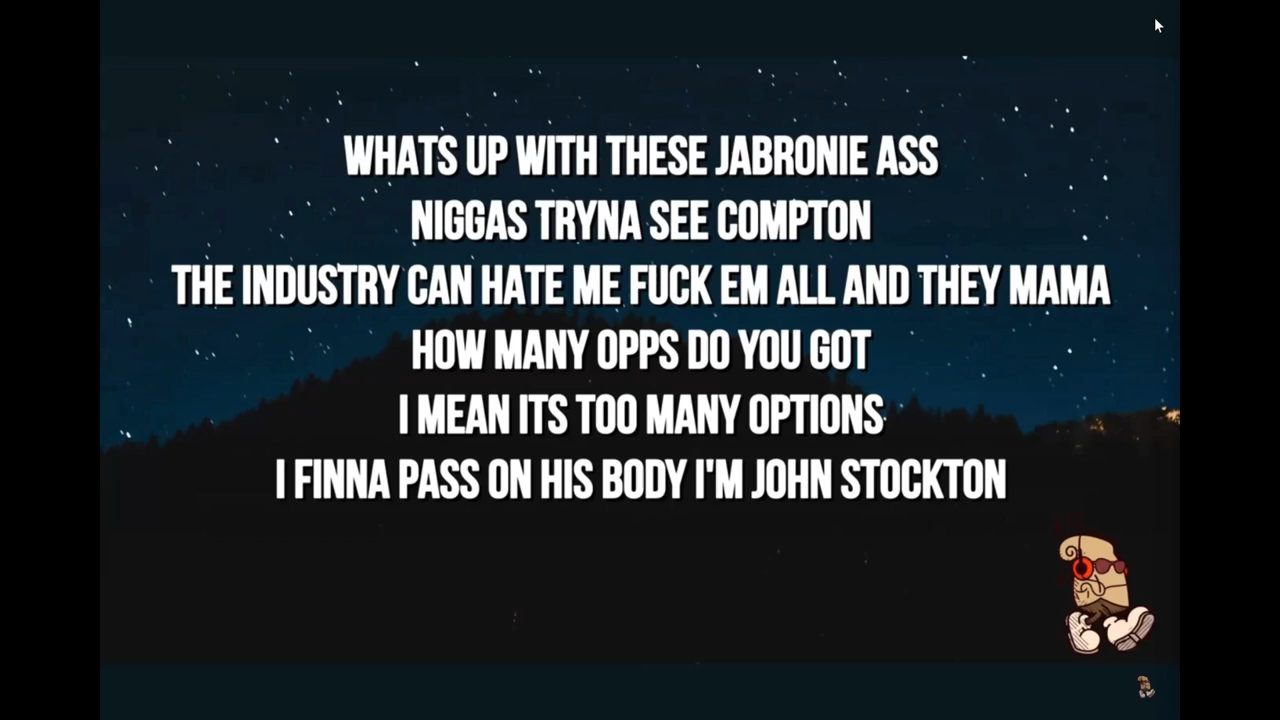 WHATS UP WITH THESE JABRONIE ASS
NIGGAS TRYNA SEE COMPTON
THE INDUSTRY CAN HATE ME FUCK EM ALL AND THEY MAMA
HOW MANY OPPS DO YOU GOT
I MEAN ITS TOO MANY OPTIONS
I FINNA PASS ON HIS BODY I'M JOHN STOCKTON